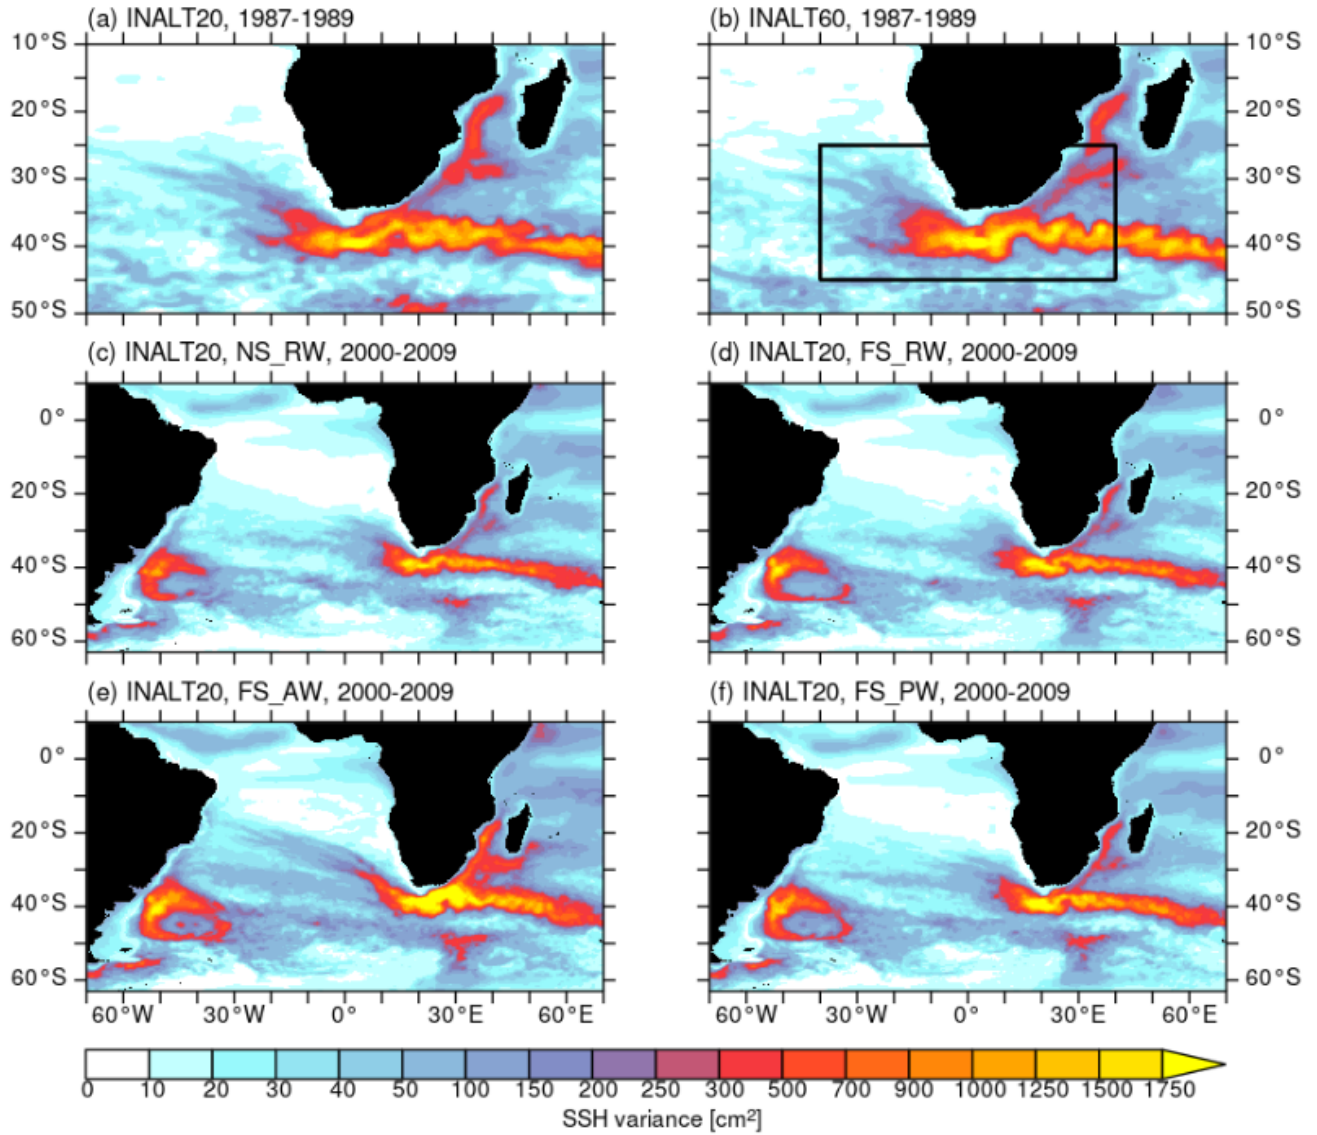 (a) INALT20, 1987-1989
(b) INALT60, 1987-1989
10°S
10°S
20°S
20°S
30°S
30°S
40°S
40°S
50°S
50°S
(c) INALT20, NS_RW, 2000-2009
(d) INALT20, FS_RW, 2000-2009
0°
0°
20°S
20°S
40°S
40°S
60°S
60°S
(e) INALT20, FS_AW, 2000-2009
(f) INALT20, FS_PW, 2000-2009
0°
0°
20°S
20°S
40°S
40°S
60°S
60°S
60°W 30°W 0° 30°E 60°E
60°W 30°W 0° 30°E 60°E
0 10 20 30 40 50 100 150 200 250 300 500 700 900 1000 1250 1500 1750
SSH variance [cm²]